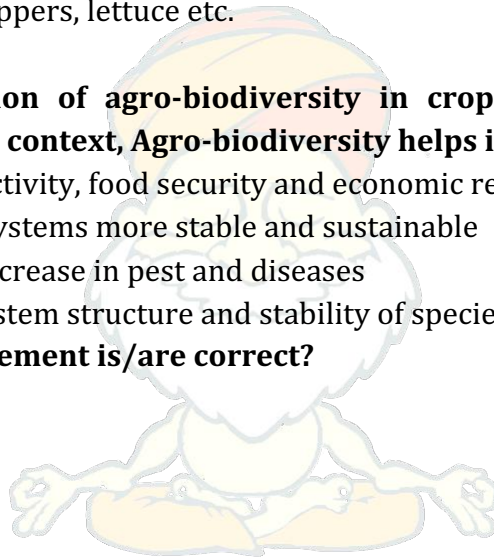 ppers, lettuce etc.
ion of agro-biodiversity in crop
context, Agro-biodiversity helps i
ctivity, food security and economic re
ystems more stable and sustainable
crease in pest and diseases
stem structure and stability of specie
ement is/are correct?